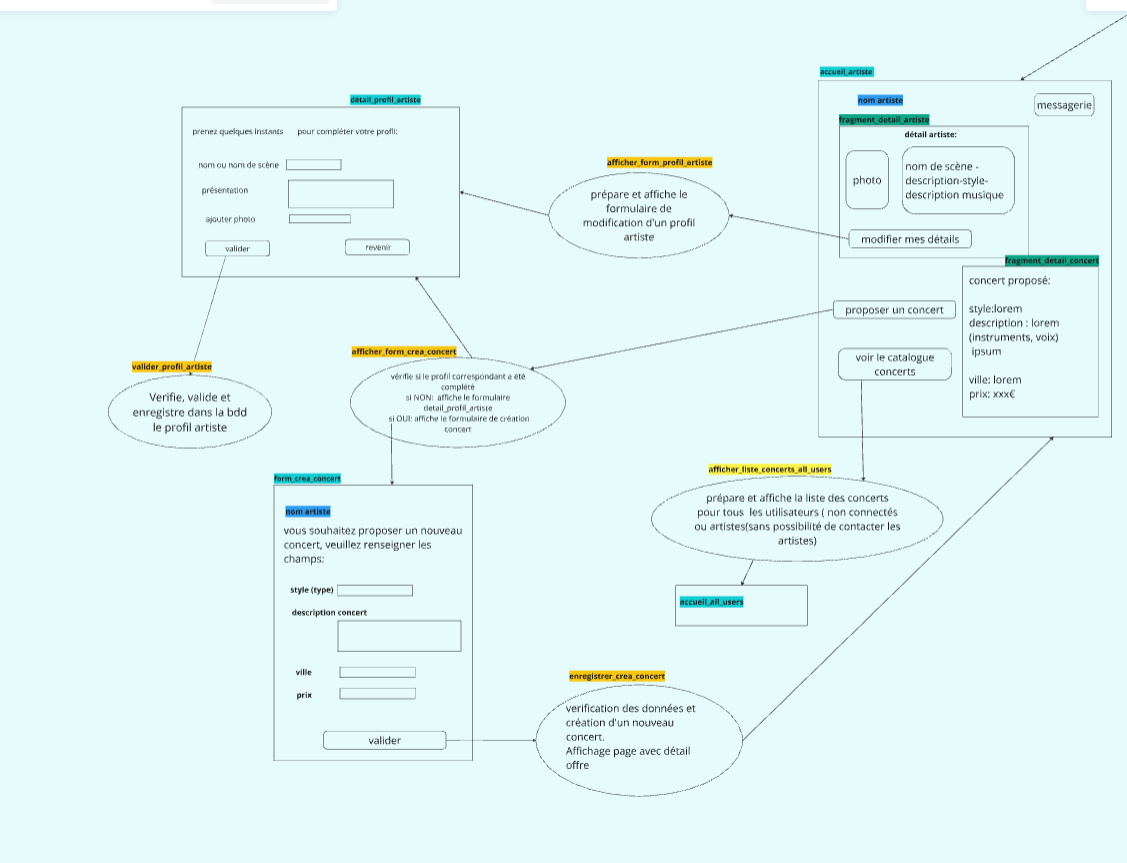 accueil_artiste
nom artiste
messagerie
fragment_detail_artiste
détail artiste:
photo
nom de scène -
description-style-
description musique
modifier mes détails
fragment_detail_concert
concert proposé:
style:lorem
description : lorem
(instruments, voix)
ipsum
ville: lorem
prix: xxx€
proposer un concert
voir le catalogue
concerts
détail_profil_artiste
prenez quelques instants pour compléter votre profil:
nom ou nom de scène
présentation
ajouter photo
valider
revenir
afficher_form_profil_artiste
prépare et affiche le
formulaire de
modification d'un profil
artiste
valider_profil_artiste
Verifie, valide et
enregistre dans la bdd
le profil artiste
afficher_form_crea_concert
vérifie si le profil correspondant a été
complété
si NON: affiche le formulaire
detail_profil_artiste
si OUI: affiche le formulaire de création
concert
form_crea_concert
nom artiste
vous souhaitez proposer un nouveau
concert, veuillez renseigner les
champs:
style (type)
description concert
ville
prix
valider
afficher_liste_concerts_all_users
prépare et affiche la liste des concerts
pour tous les utilisateurs ( non connectés
ou artistes(sans possibilité de contacter les
artistes)
accueil_all_users
enregistrer_crea_concert
verification des données et
création d'un nouveau
concert.
Affichage page avec détail
offre